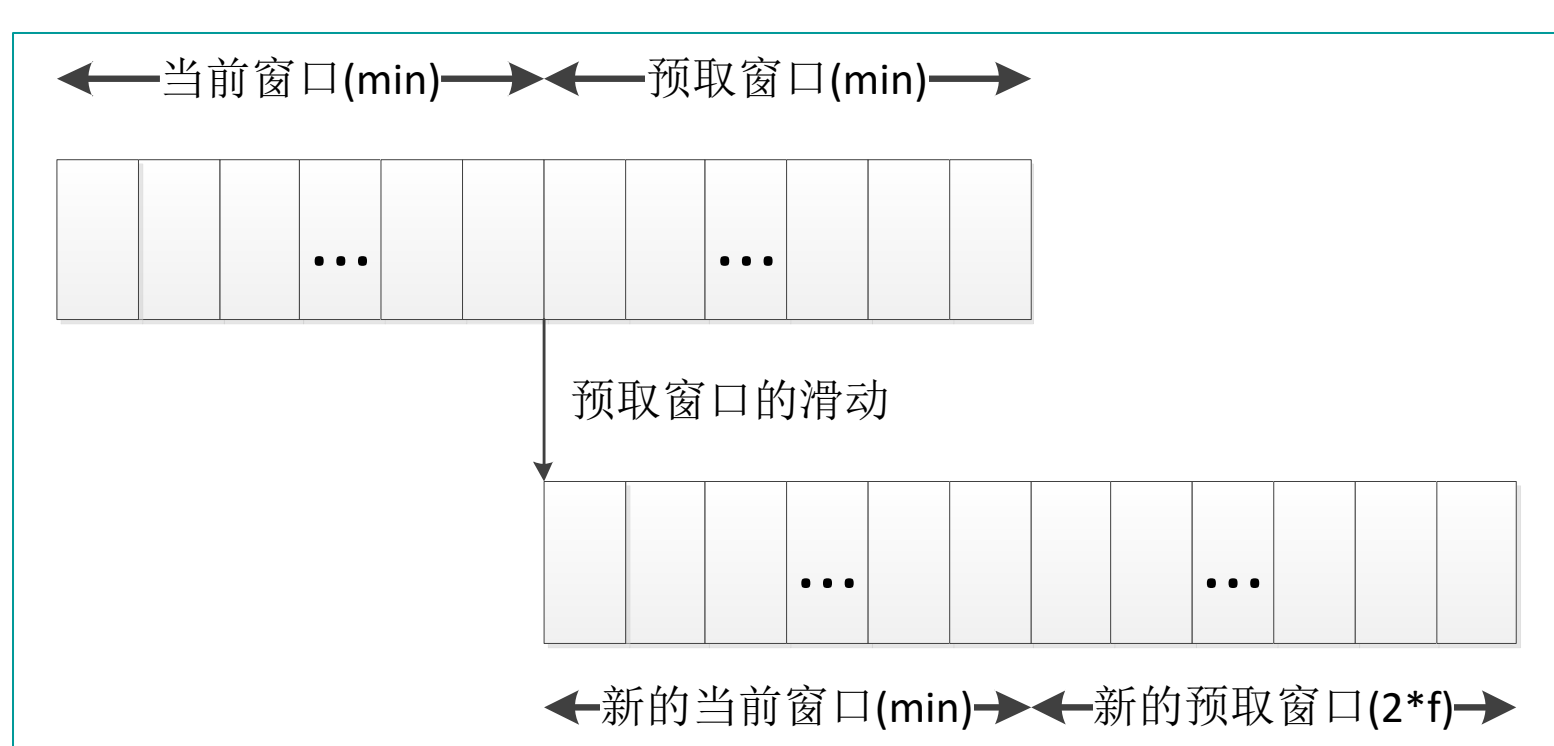 当前窗口(min) 预取窗口(min)
... ...
预取窗口的滑动
... ...
新的当前窗口(min) 新的预取窗口(2*f)